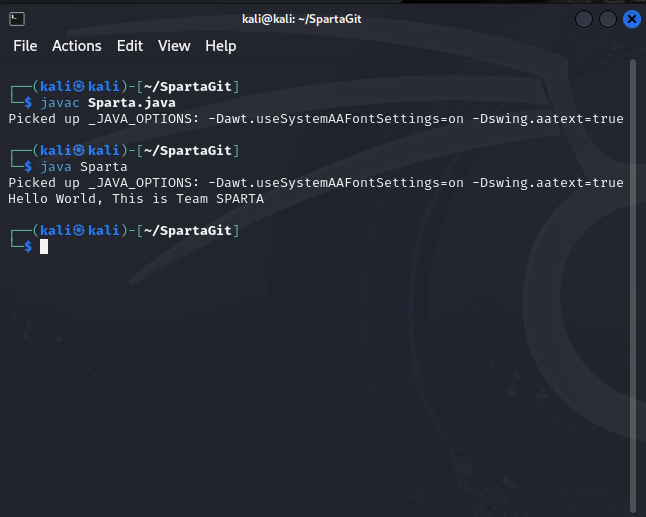 kali@kali: ~/SpartaGit
File Actions Edit View Help
┌──(kali㉿kali)-[~/SpartaGit]
└─$ javac Sparta.java
Picked up _JAVA_OPTIONS: -Dawt.useSystemAAFontSettings=on -Dswing.aatext=true
┌──(kali㉿kali)-[~/SpartaGit]
└─$ java Sparta
Picked up _JAVA_OPTIONS: -Dawt.useSystemAAFontSettings=on -Dswing.aatext=true
Hello World, This is Team SPARTA
┌──(kali㉿kali)-[~/SpartaGit]
└─$